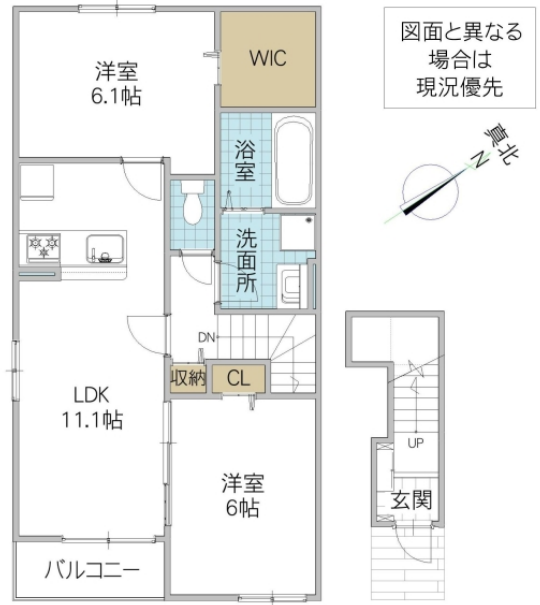 洋室
6.1帖
WIC
図面と異なる
場合は
現況優先
真北
N
浴室
洗面所
DN
収納
CL
LDK
11.1帖
洋室
6帖
バルコニー
UP
玄関